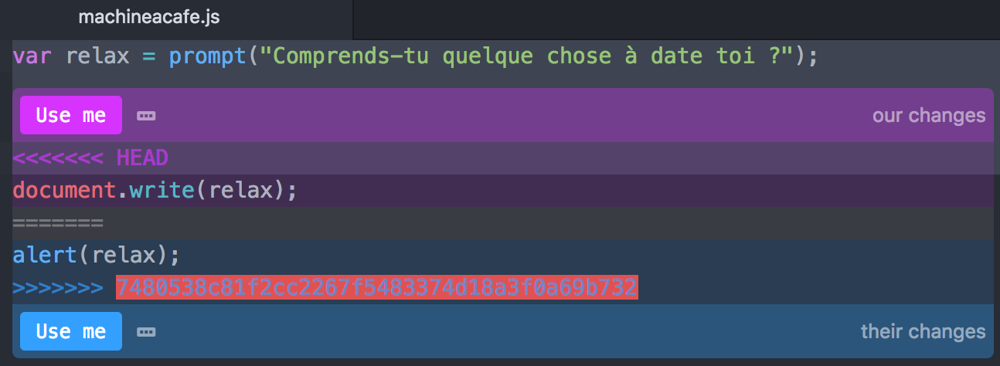 machineacafe.js
var relax = prompt("Comprends-tu quelque chose à date toi ?");
Use me our changes
<<<<<<< HEAD
document.write(relax);
=======
alert(relax);
>>>>>>> 7480538c81f2cc2267f5483374d18a3f0a69b732
Use me their changes